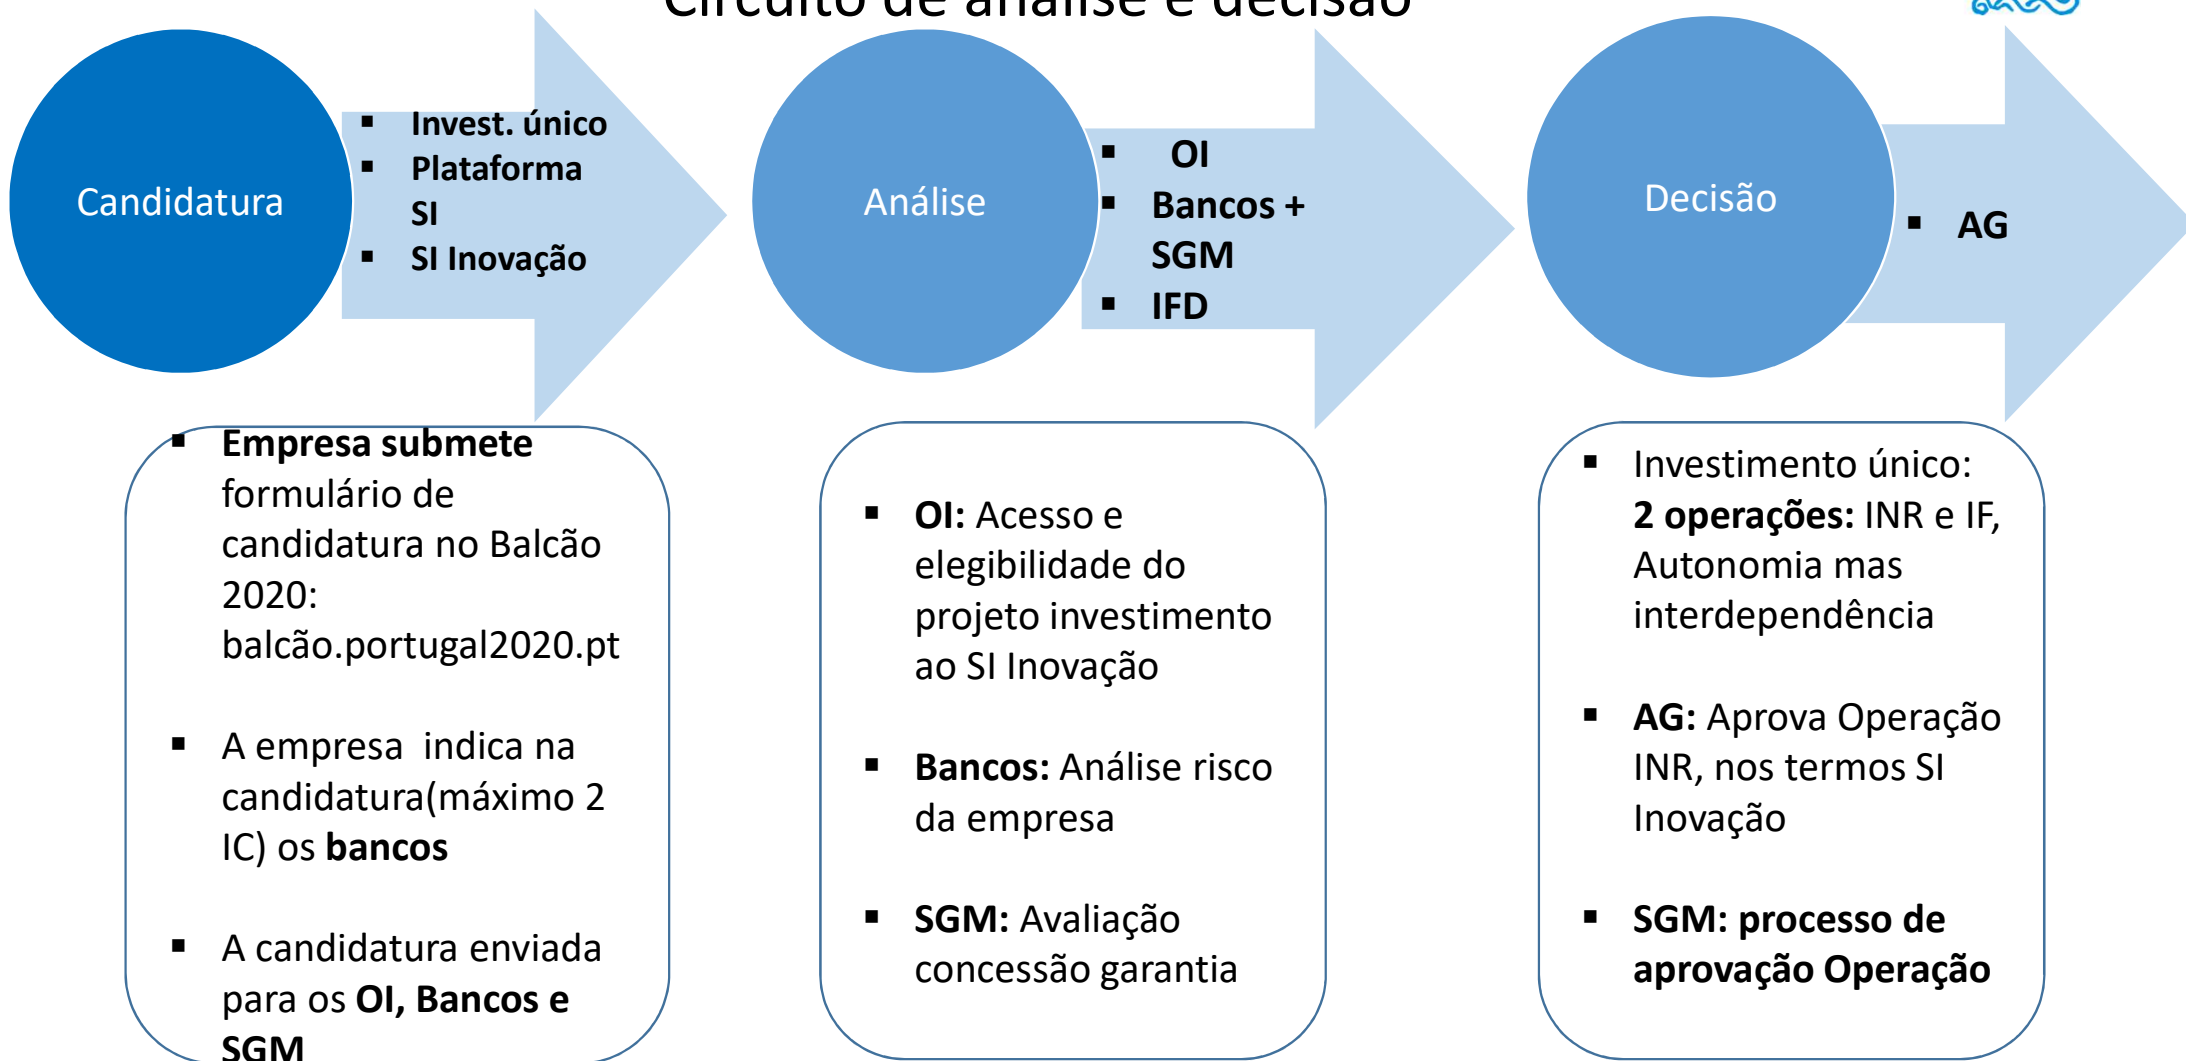 Circuito de análise e decisão
Candidatura
▪ Invest. único
▪ Plataforma
SI
▪ SI Inovação
Análise
▪ OI
▪ Bancos +
SGM
▪ IFD
Decisão
▪ AG
▪ Empresa submete
formulário de
candidatura no Balcão
2020:
balcão.portugal2020.pt
▪ A empresa indica na
candidatura(máximo 2
IC) os bancos
▪ A candidatura enviada
para os OI, Bancos e
SGM
▪ OI: Acesso e
elegibilidade do
projeto investimento
ao SI Inovação
▪ Bancos: Análise risco
da empresa
▪ SGM: Avaliação
concessão garantia
▪ Investimento único:
2 operações: INR e IF,
Autonomia mas
interdependência
▪ AG: Aprova Operação
INR, nos termos SI
Inovação
▪ SGM: processo de
aprovação Operação